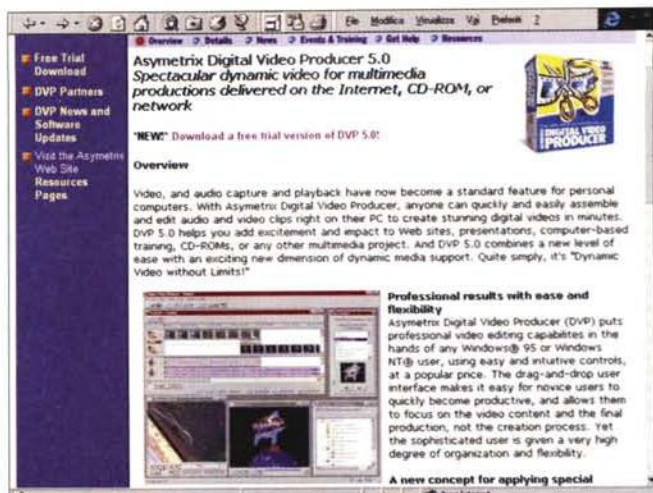 File Modifica Visualizza Vai Preferiti ?
Overview Details News Events & Training Get Help Resources
Free Trial
Download
DVP Partners
DVP News and
Software
Updates
Visit the Asymetrix
Web Site
Resources
Pages
Asymetrix Digital Video Producer 5.0
Spectacular dynamic video for multimedia
productions delivered on the Internet, CD-ROM, or
network
"NEW!" Download a free trial version of DVP 5.0!
DIGITAL VIDEO
PRODUCER
Overview
Video, and audio capture and playback have now become a standard feature for personal
computers. With Asymetrix Digital Video Producer, anyone can quickly and easily assemble
and edit audio and video clips right on their PC to create stunning digital videos in minutes.
DVP 5.0 helps you add excitement and impact to Web sites, presentations, computer-based
training, CD-ROMs, or any other multimedia project. And DVP 5.0 combines a new level of
ease with an exciting new dimension of dynamic media support. Quite simply, it's "Dynamic
Video without Limits!"
Professional results with ease and
flexibility
Asymetrix Digital Video Producer (DVP) puts
professional video editing capabilites in the
hands of any Windows® 95 or Windows
NT® user, using easy and intuitive controls,
at a popular price. The drag-and-drop user
interface makes it easy for novice users to
quickly become productive, and allows them
to focus on the video content and the final
production, not the creation process. Yet
the sophisticated user is given a very high
degree of organization and flexibility.
A new concept for applying special